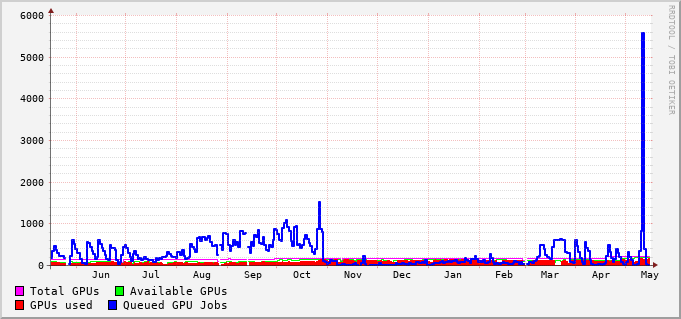 6000
5000
4000
3000
2000
1000
0
Jun Jul Aug Sep Oct Nov Dec Jan Feb Mar Apr May
Total GPUs Available GPUs
GPUs used Queued GPU Jobs
RRDTOOL / TOBI OETIKER